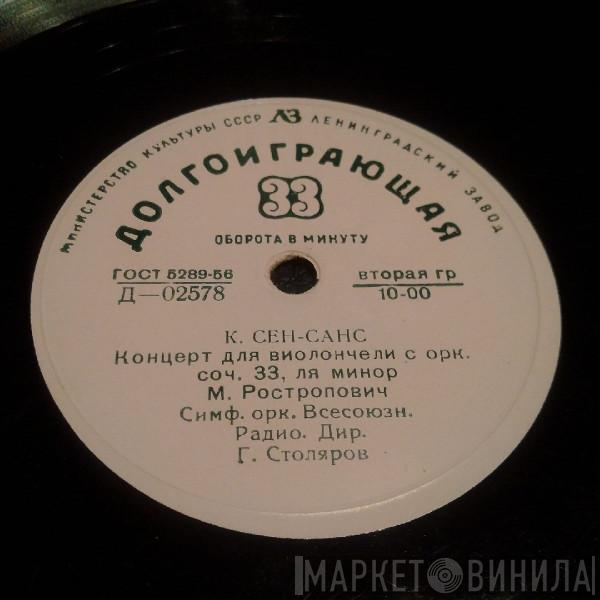 МИНИСТЕРСТВО КУЛЬТУРЫ СССР ЛЗ ЛЕНИНГРАДСКИЙ ЗАВОД
ДОЛГОИГРАЮЩАЯ
33
ОБОРОТА В МИНУТУ
ГОСТ 5289-56 вторая гр
Д—02578 10-00
К. СЕН-САНС
Концерт для виолончели с орк.
соч. 33, ля минор
М. Ростропович
Симф. орк. Всесоюзн.
Радио. Дир.
Г. Столяров
МАРКЕТ ВИНИЛА